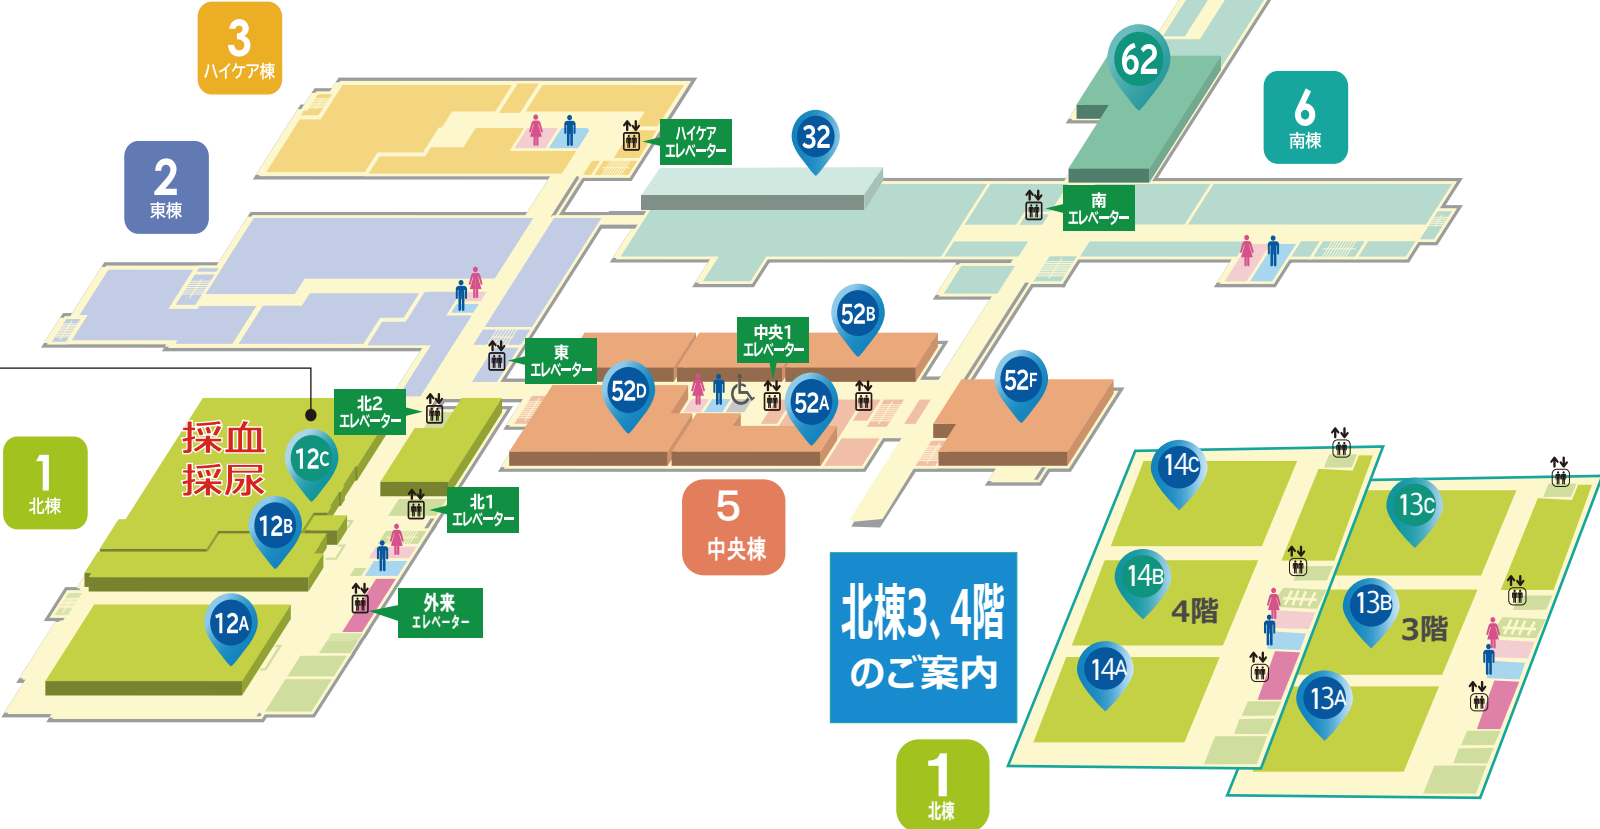 3
ハイケア棟
2
東棟
62
6
南棟
32
ハイケア
エレベーター
南
エレベーター
52B
中央1
エレベーター
東
エレベーター
52D
52A
52F
北2
エレベーター
採血
採尿
12C
12B
12A
1
北棟
北1
エレベーター
外来
エレベーター
5
中央棟
北棟3、4階
のご案内
14C
14B
14A
4階
13C
13B
13A
3階
1
北棟